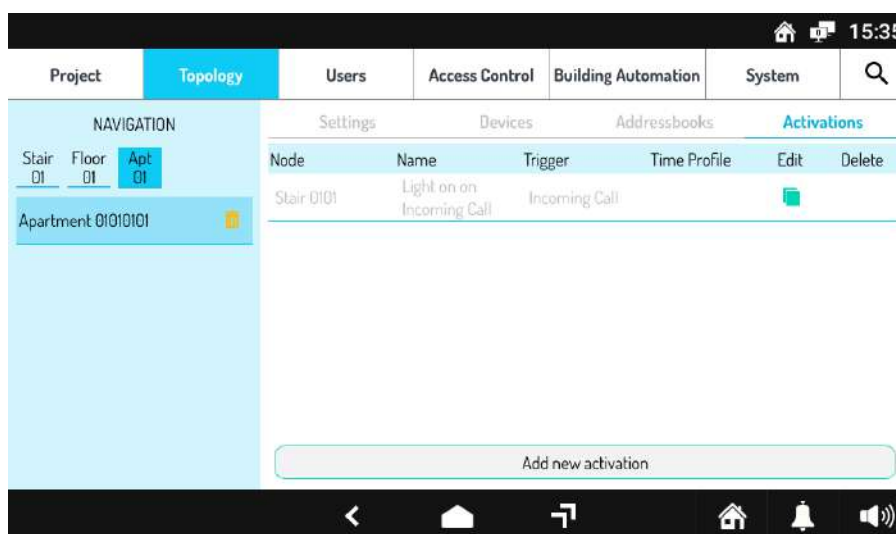 15:35
Project Topology Users Access Control Building Automation System
NAVIGATION
Settings Devices Addressbooks Activations
Stair Floor Apt
01 01 01
Node Name Trigger Time Profile Edit Delete
Stair 0101 Light on on Incoming Call
Incoming Call
Apartment 01010101
Add new activation